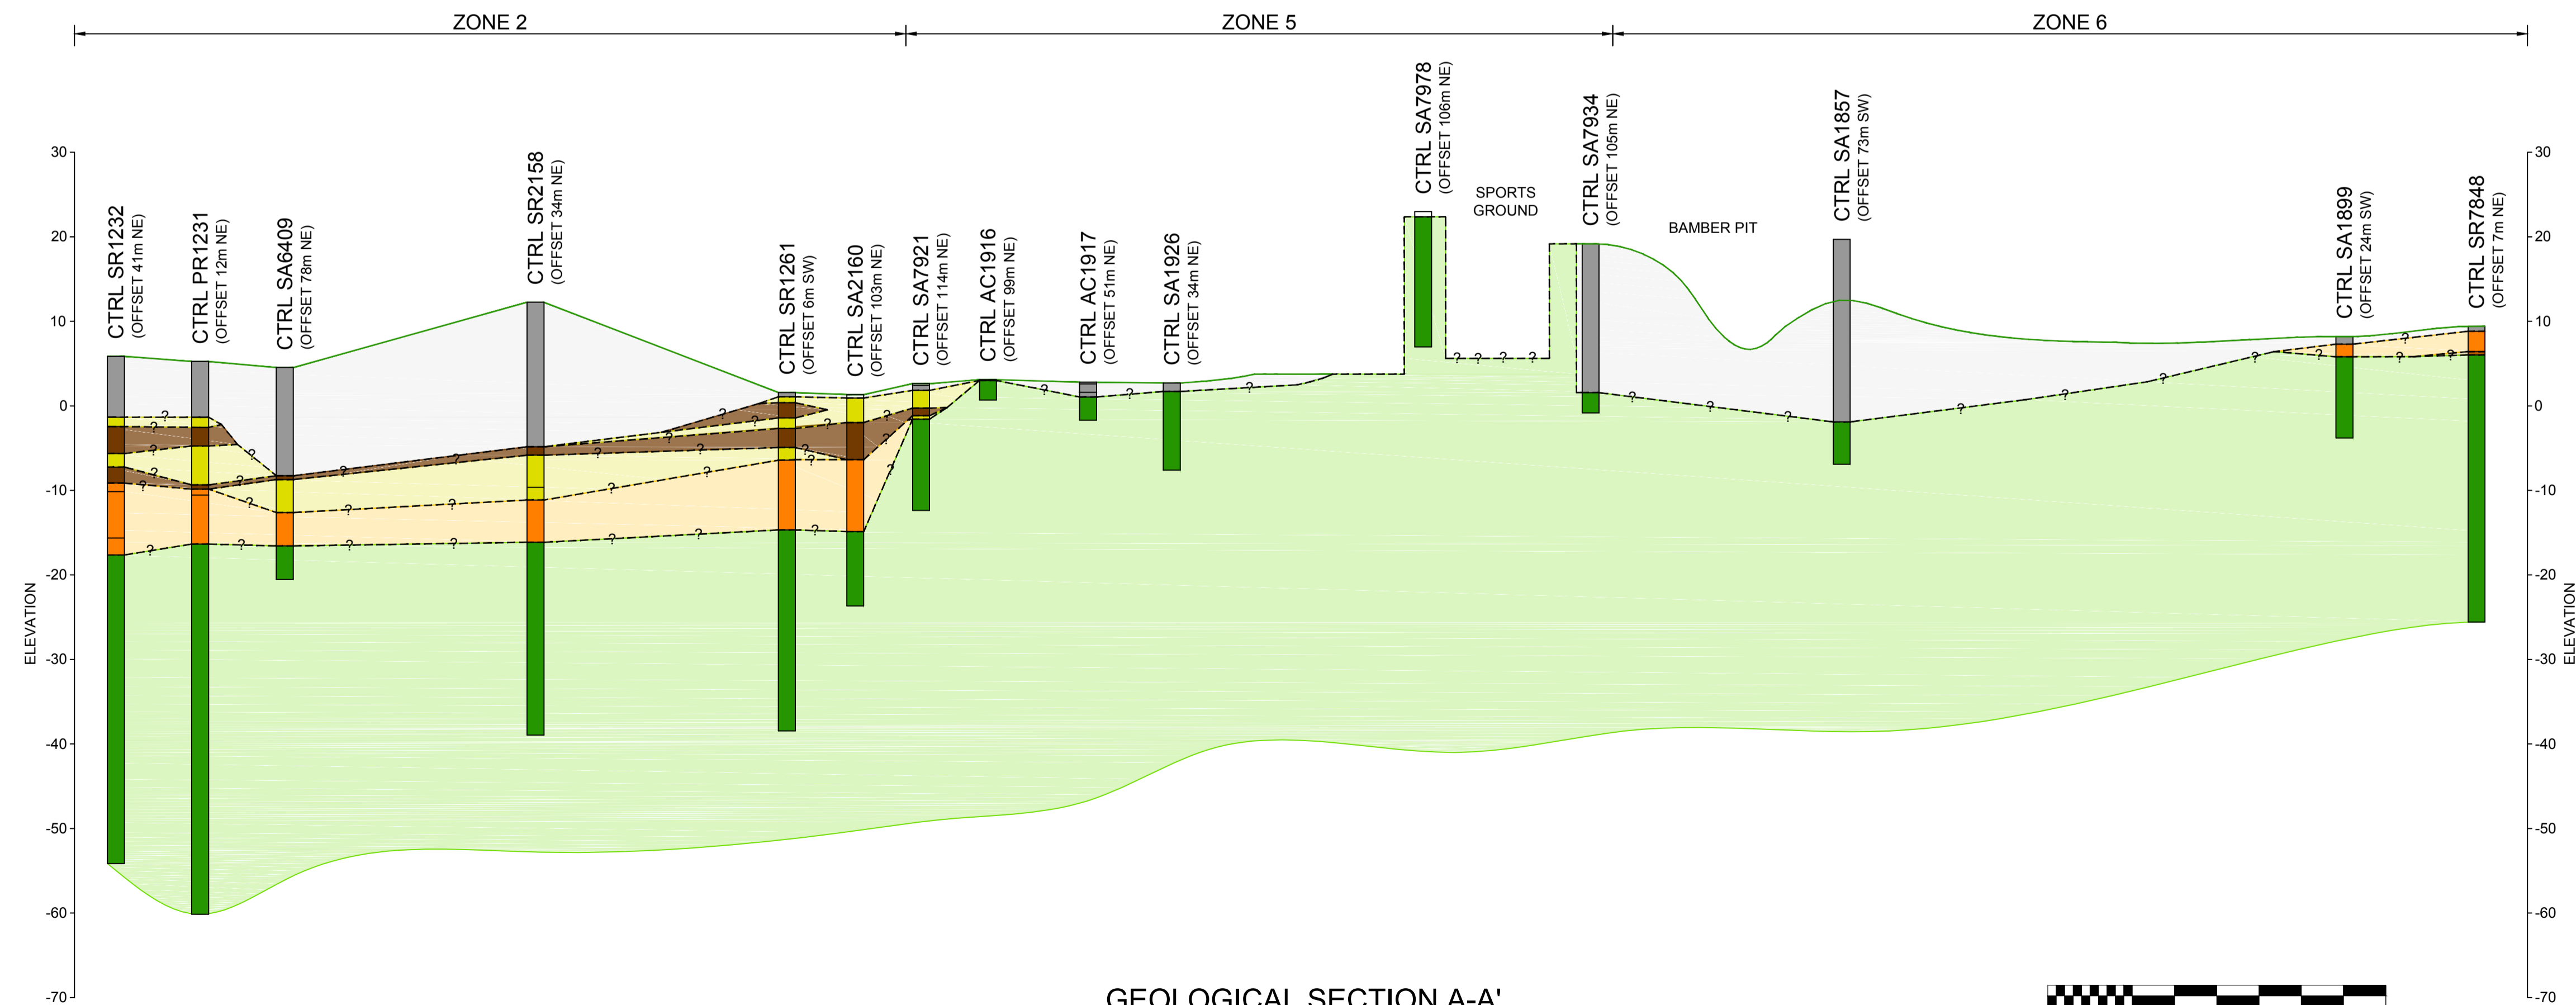 ZONE 2
ZONE 5
ZONE 6
CTRL SR1232
(OFFSET 41m NE)
CTRL PR1231
(OFFSET 12m NE)
CTRL SA6409
(OFFSET 78m NE)
CTRL SR2158
(OFFSET 34m NE)
CTRL SR1261
(OFFSET 6m SW)
CTRL SA2160
(OFFSET 103m NE)
CTRL SA7921
(OFFSET 114m NE)
CTRL AC1916
(OFFSET 99m NE)
CTRL AC1917
(OFFSET 51m NE)
CTRL SA1926
(OFFSET 34m NE)
CTRL SA7978
(OFFSET 106m NE)
SPORTS
GROUND
CTRL SA7934
(OFFSET 105m NE)
BAMBER PIT
CTRL SA1857
(OFFSET 73m SW)
CTRL SA1899
(OFFSET 24m SW)
CTRL SR7848
(OFFSET 7m NE)
30
20
10
0
-10
-20
-30
-40
-50
-60
-70
ELEVATION
30
20
10
0
-10
-20
-30
-40
-50
-60
-70
ELEVATION
GEOLOGICAL SECTION A-A'